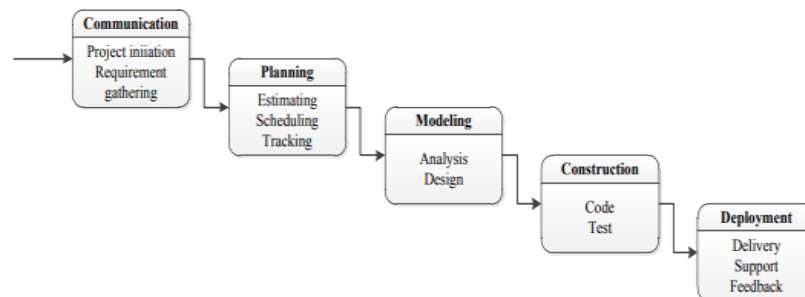 Communication
Project iniiation
Requirement
gathering
Planning
Estimating
Scheduling
Tracking
Modeling
Analysis
Design
Construction
Code
Test
Deployment
Delivery
Support
Feedback